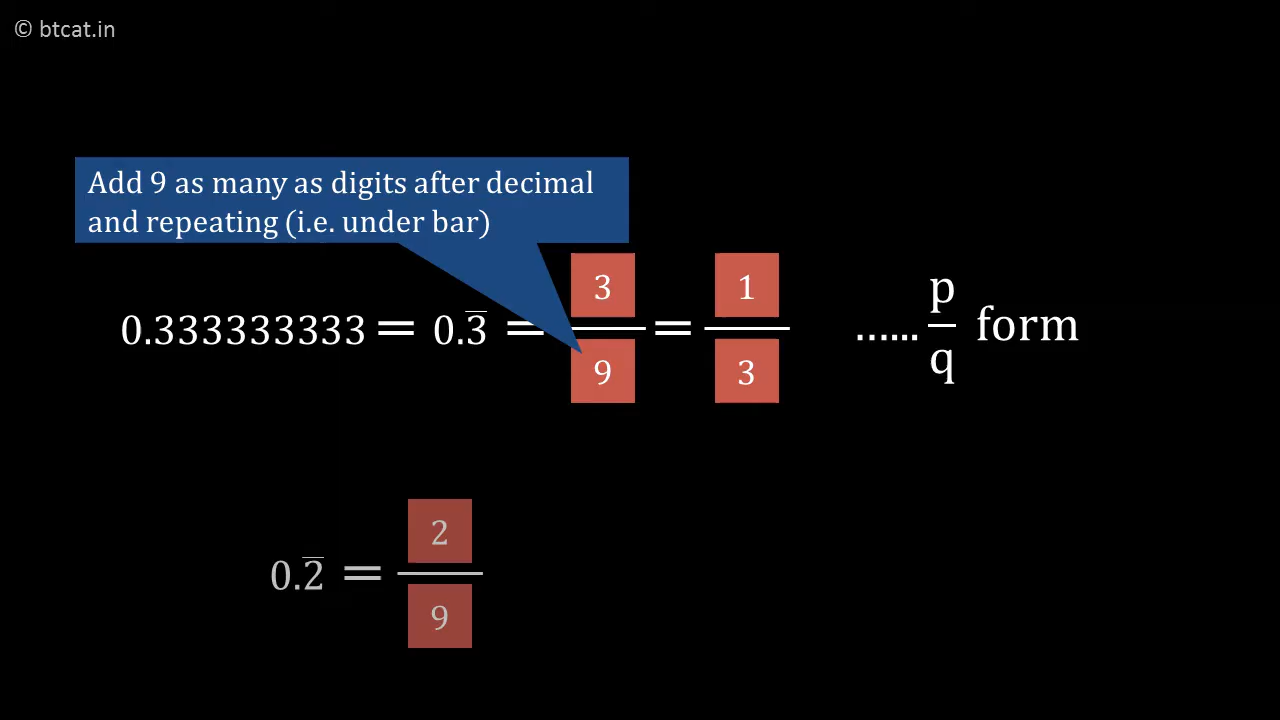 © btcat.in
Add 9 as many as digits after decimal
and repeating (i.e. under bar)
0.333333333 = 0.3̅ = 3/9 = 1/3 ...... p/q form
0.2̅ = 2/9